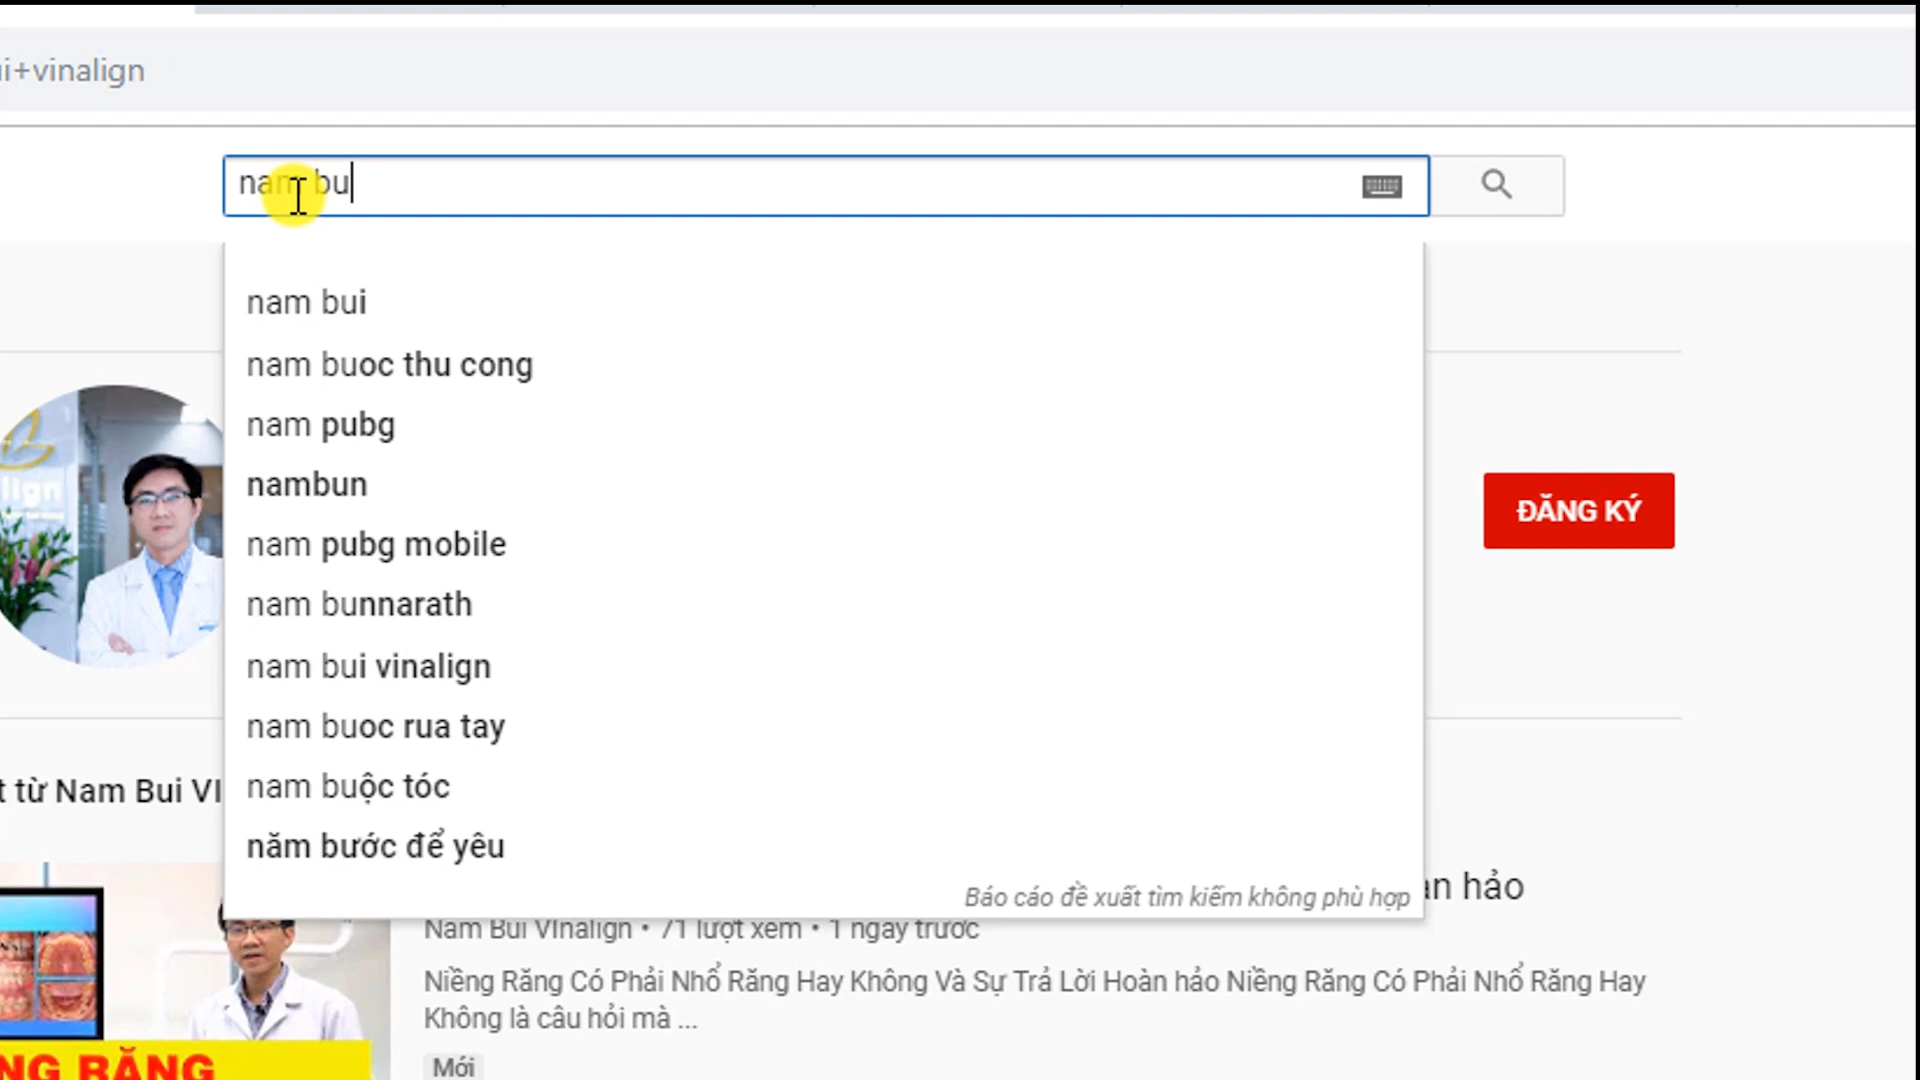 i+vinalign
nam bu
nam bui
nam buoc thu cong
nam pubg
nambun
nam pubg mobile
nam bunnarath
nam bui vinalign
nam buoc rua tay
nam buộc tóc
năm bước để yêu
Báo cáo đề xuất tìm kiếm không phù hợp
lign
ĐĂNG KÝ
t từ Nam Bui VI
an hảo
Nam Bui VInalign • 71 lượt xem • 1 ngày trước
Niềng Răng Có Phải Nhổ Răng Hay Không Và Sự Trả Lời Hoàn hảo Niềng Răng Có Phải Nhổ Răng Hay
Không là câu hỏi mà ...
Mới
NG RĂNG